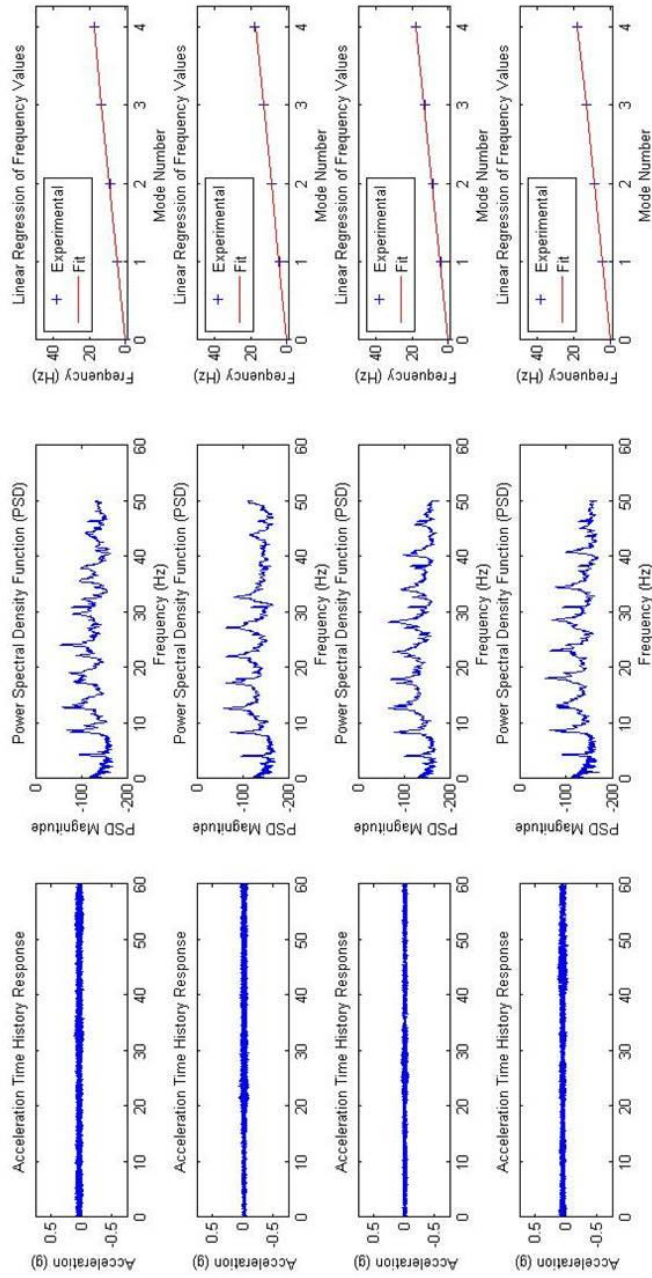 Acceleration Time History Response
Acceleration (g)
0.5
0
-0.5
0 10 20 30 40 50 60
Power Spectral Density Function (PSD)
PSD Magnitude
0
-100
-200
0 10 20 30 40 50 60
Frequency (Hz)
Linear Regression of Frequency Values
Frequency (Hz)
40
20
0
Experimental
Fit
0 1 2 3 4
Mode Number
Acceleration Time History Response
Acceleration (g)
0.5
0
-0.5
0 10 20 30 40 50 60
Power Spectral Density Function (PSD)
PSD Magnitude
0
-100
-200
0 10 20 30 40 50 60
Frequency (Hz)
Linear Regression of Frequency Values
Frequency (Hz)
40
20
0
Experimental
Fit
0 1 2 3 4
Mode Number
Acceleration Time History Response
Acceleration (g)
0.5
0
-0.5
0 10 20 30 40 50 60
Power Spectral Density Function (PSD)
PSD Magnitude
0
-100
-200
0 10 20 30 40 50 60
Frequency (Hz)
Linear Regression of Frequency Values
Frequency (Hz)
40
20
0
Experimental
Fit
0 1 2 3 4
Mode Number
Acceleration Time History Response
Acceleration (g)
0.5
0
-0.5
0 10 20 30 40 50 60
Power Spectral Density Function (PSD)
PSD Magnitude
0
-100
-200
0 10 20 30 40 50 60
Linear Regression of Frequency Values
Frequency (Hz)
40
20
0
Experimental
Fit
0 1 2 3 4